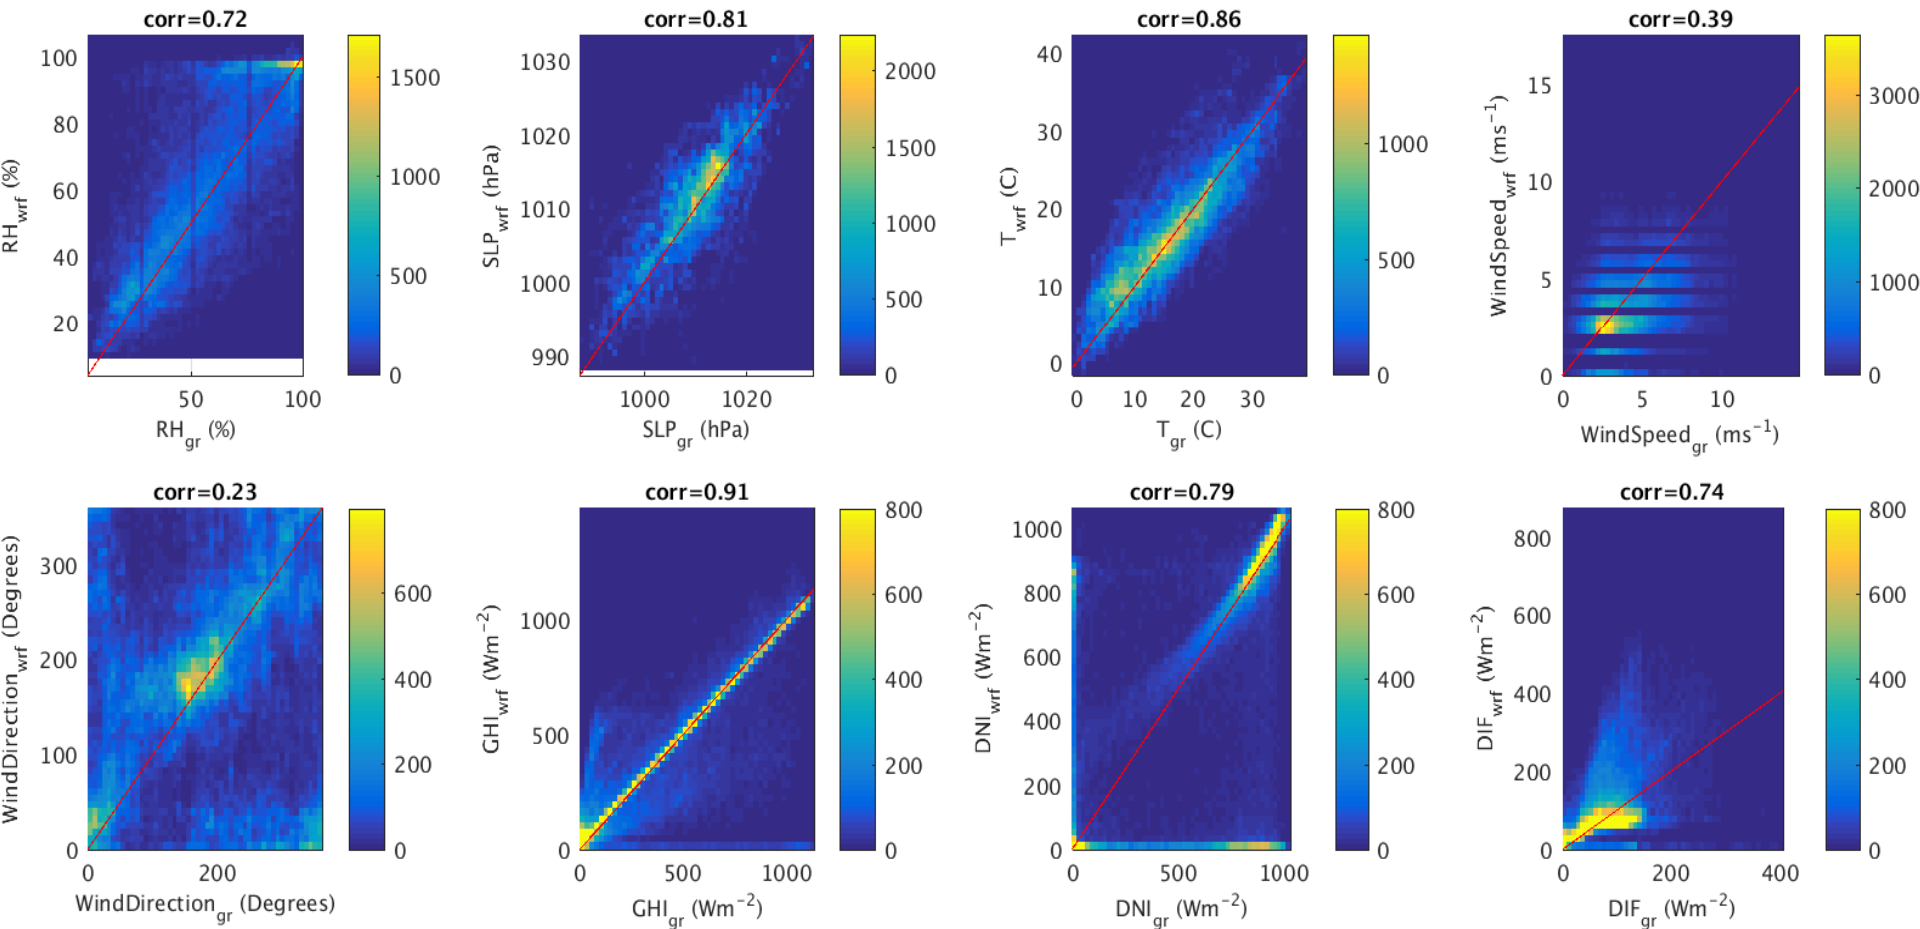 corr=0.72
RH_wrf (%)
100
80
60
40
20
50 100
RH_gr (%)
1500
1000
500
0
corr=0.81
SLP_wrf (hPa)
1030
1020
1010
1000
990
1000 1020
SLP_gr (hPa)
2000
1500
1000
500
0
corr=0.86
T_wrf (C)
40
30
20
10
0
0 10 20 30
T_gr (C)
1000
500
0
corr=0.39
WindSpeed_wrf (ms⁻¹)
15
10
5
0
0 5 10
WindSpeed_gr (ms⁻¹)
3000
2000
1000
0
corr=0.23
WindDirection_wrf (Degrees)
300
200
100
0
0 200
WindDirection_gr (Degrees)
600
400
200
0
corr=0.91
GHI_wrf (Wm⁻²)
1000
500
0
0 500 1000
GHI_gr (Wm⁻²)
800
600
400
200
0
corr=0.79
DNI_wrf (Wm⁻²)
1000
800
600
400
200
0
0 500 1000
DNI_gr (Wm⁻²)
800
600
400
200
0
corr=0.74
DIF_wrf (Wm⁻²)
800
600
400
200
0
0 200 400
DIF_gr (Wm⁻²)
800
600
400
200
0